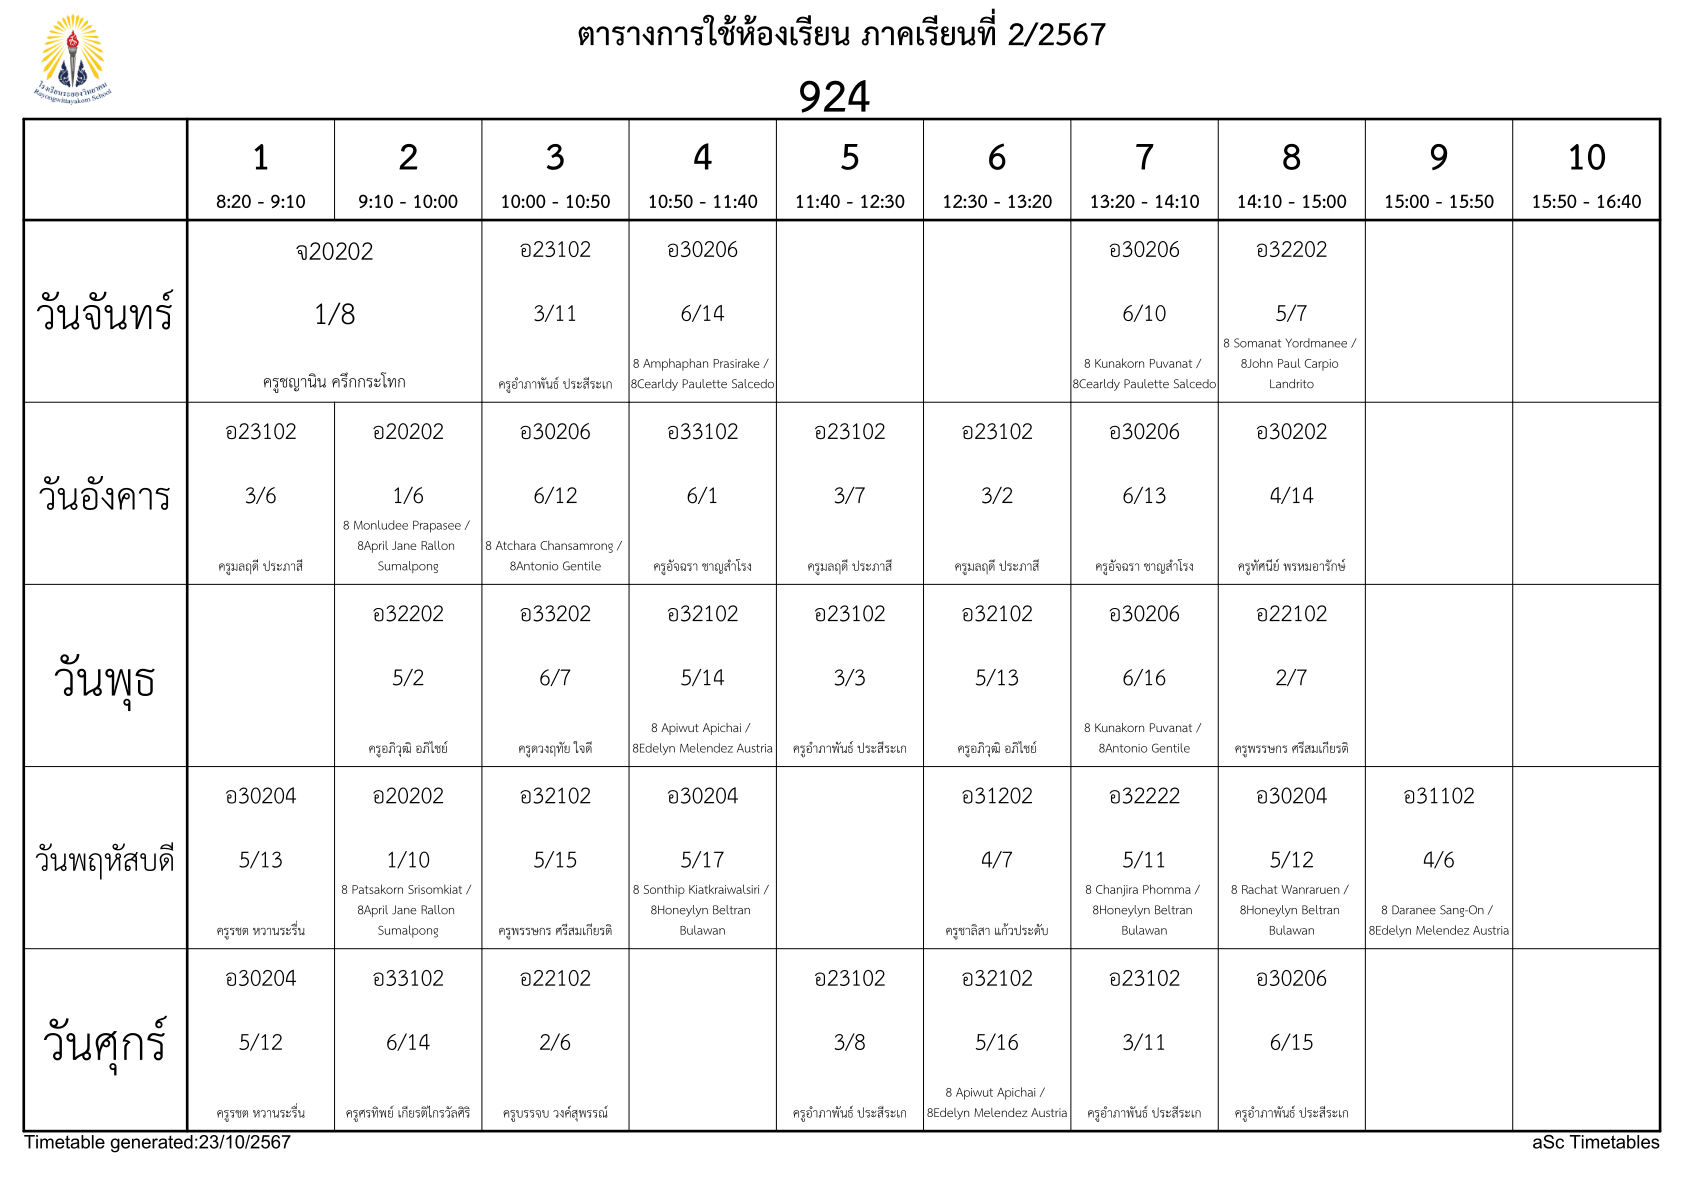 ตารางการใช้ห้องเรียน ภาคเรียนที่ 2/2567
โรงเรียนระยองวิทยาคม
Rayongwittayakom School
924
1 2 3 4 5 6 7 8 9 10
8:20 - 9:10 9:10 - 10:00 10:00 - 10:50 10:50 - 11:40 11:40 - 12:30 12:30 - 13:20 13:20 - 14:10 14:10 - 15:00 15:00 - 15:50 15:50 - 16:40
วันจันทร์
จ20202
1/8
ครูชญานิน ครึกกระโทก
อ23102
3/11
ครูอำภาพันธ์ ประสีระเก
อ30206
6/14
8 Amphaphan Prasirake /
8Cearldy Paulette Salcedo
อ30206
6/10
8 Kunakorn Puvanat /
8Cearldy Paulette Salcedo
อ32202
5/7
8 Somanat Yordmanee /
8John Paul Carpio
Landrito
วันอังคาร
อ23102
3/6
ครูมลฤดี ประภาสี
อ20202
1/6
8 Monludee Prapasee /
8April Jane Rallon
Sumalpong
อ30206
6/12
8 Atchara Chansamrong /
8Antonio Gentile
อ33102
6/1
ครูอัจฉรา ชาญสำโรง
อ23102
3/7
ครูมลฤดี ประภาสี
อ23102
3/2
ครูมลฤดี ประภาสี
อ30206
6/13
ครูอัจฉรา ชาญสำโรง
อ30202
4/14
ครูทัศนีย์ พรหมอารักษ์
วันพุธ
อ32202
5/2
ครูอภิวุฒิ อภิไชย์
อ33202
6/7
ครูดวงฤทัย ใจดี
อ32102
5/14
8 Apiwut Apichai /
8Edelyn Melendez Austria
อ23102
3/3
ครูอำภาพันธ์ ประสีระเก
อ32102
5/13
ครูอภิวุฒิ อภิไชย์
อ30206
6/16
8 Kunakorn Puvanat /
8Antonio Gentile
อ22102
2/7
ครูพรรษกร ศรีสมเกียรติ
วันพฤหัสบดี
อ30204
5/13
ครูรชต หวานระรื่น
อ20202
1/10
8 Patsakorn Srisomkiat /
8April Jane Rallon
Sumalpong
อ32102
5/15
ครูพรรษกร ศรีสมเกียรติ
อ30204
5/17
8 Sonthip Kiatkraiwalsiri /
8Honeylyn Beltran
Bulawan
อ31202
4/7
ครูชาลิสา แก้วประดับ
อ32222
5/11
8 Chanjira Phomma /
8Honeylyn Beltran
Bulawan
อ30204
5/12
8 Rachat Wanraruen /
8Honeylyn Beltran
Bulawan
อ31102
4/6
8 Daranee Sang-On /
8Edelyn Melendez Austria
วันศุกร์
อ30204
5/12
ครูรชต หวานระรื่น
อ33102
6/14
ครูศรทิพย์ เกียรติไกรวัลศิริ
อ22102
2/6
ครูบรรจบ วงค์สุพรรณ์
อ23102
3/8
ครูอำภาพันธ์ ประสีระเก
อ32102
5/16
8 Apiwut Apichai /
8Edelyn Melendez Austria
อ23102
3/11
ครูอำภาพันธ์ ประสีระเก
อ30206
6/15
ครูอำภาพันธ์ ประสีระเก
Timetable generated:23/10/2567
aSc Timetables